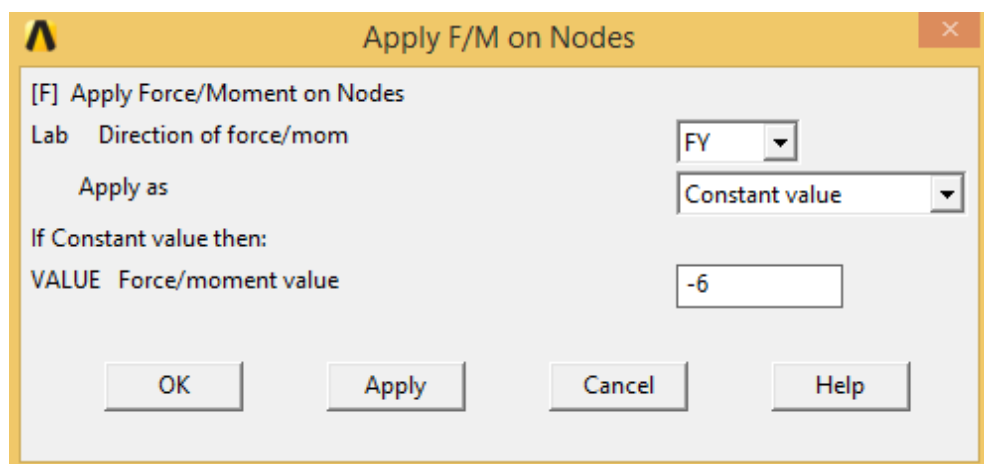 Apply F/M on Nodes
[F] Apply Force/Moment on Nodes
Lab Direction of force/mom FY
Apply as Constant value
If Constant value then:
VALUE Force/moment value -6
OK Apply Cancel Help